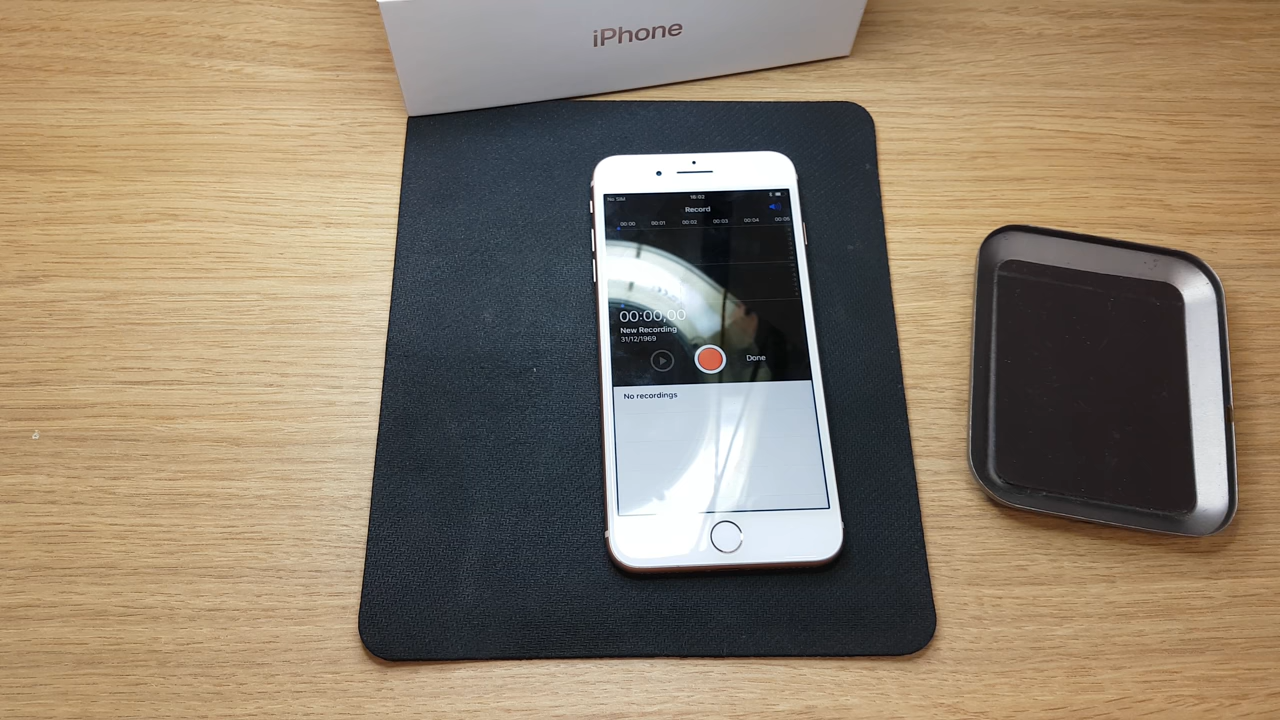 iPhone
No SIM 16:02
Record
00:00 00:01 00:02 00:03 00:04 00:05
00:00,00
New Recording
31/12/1969
Done
No recordings